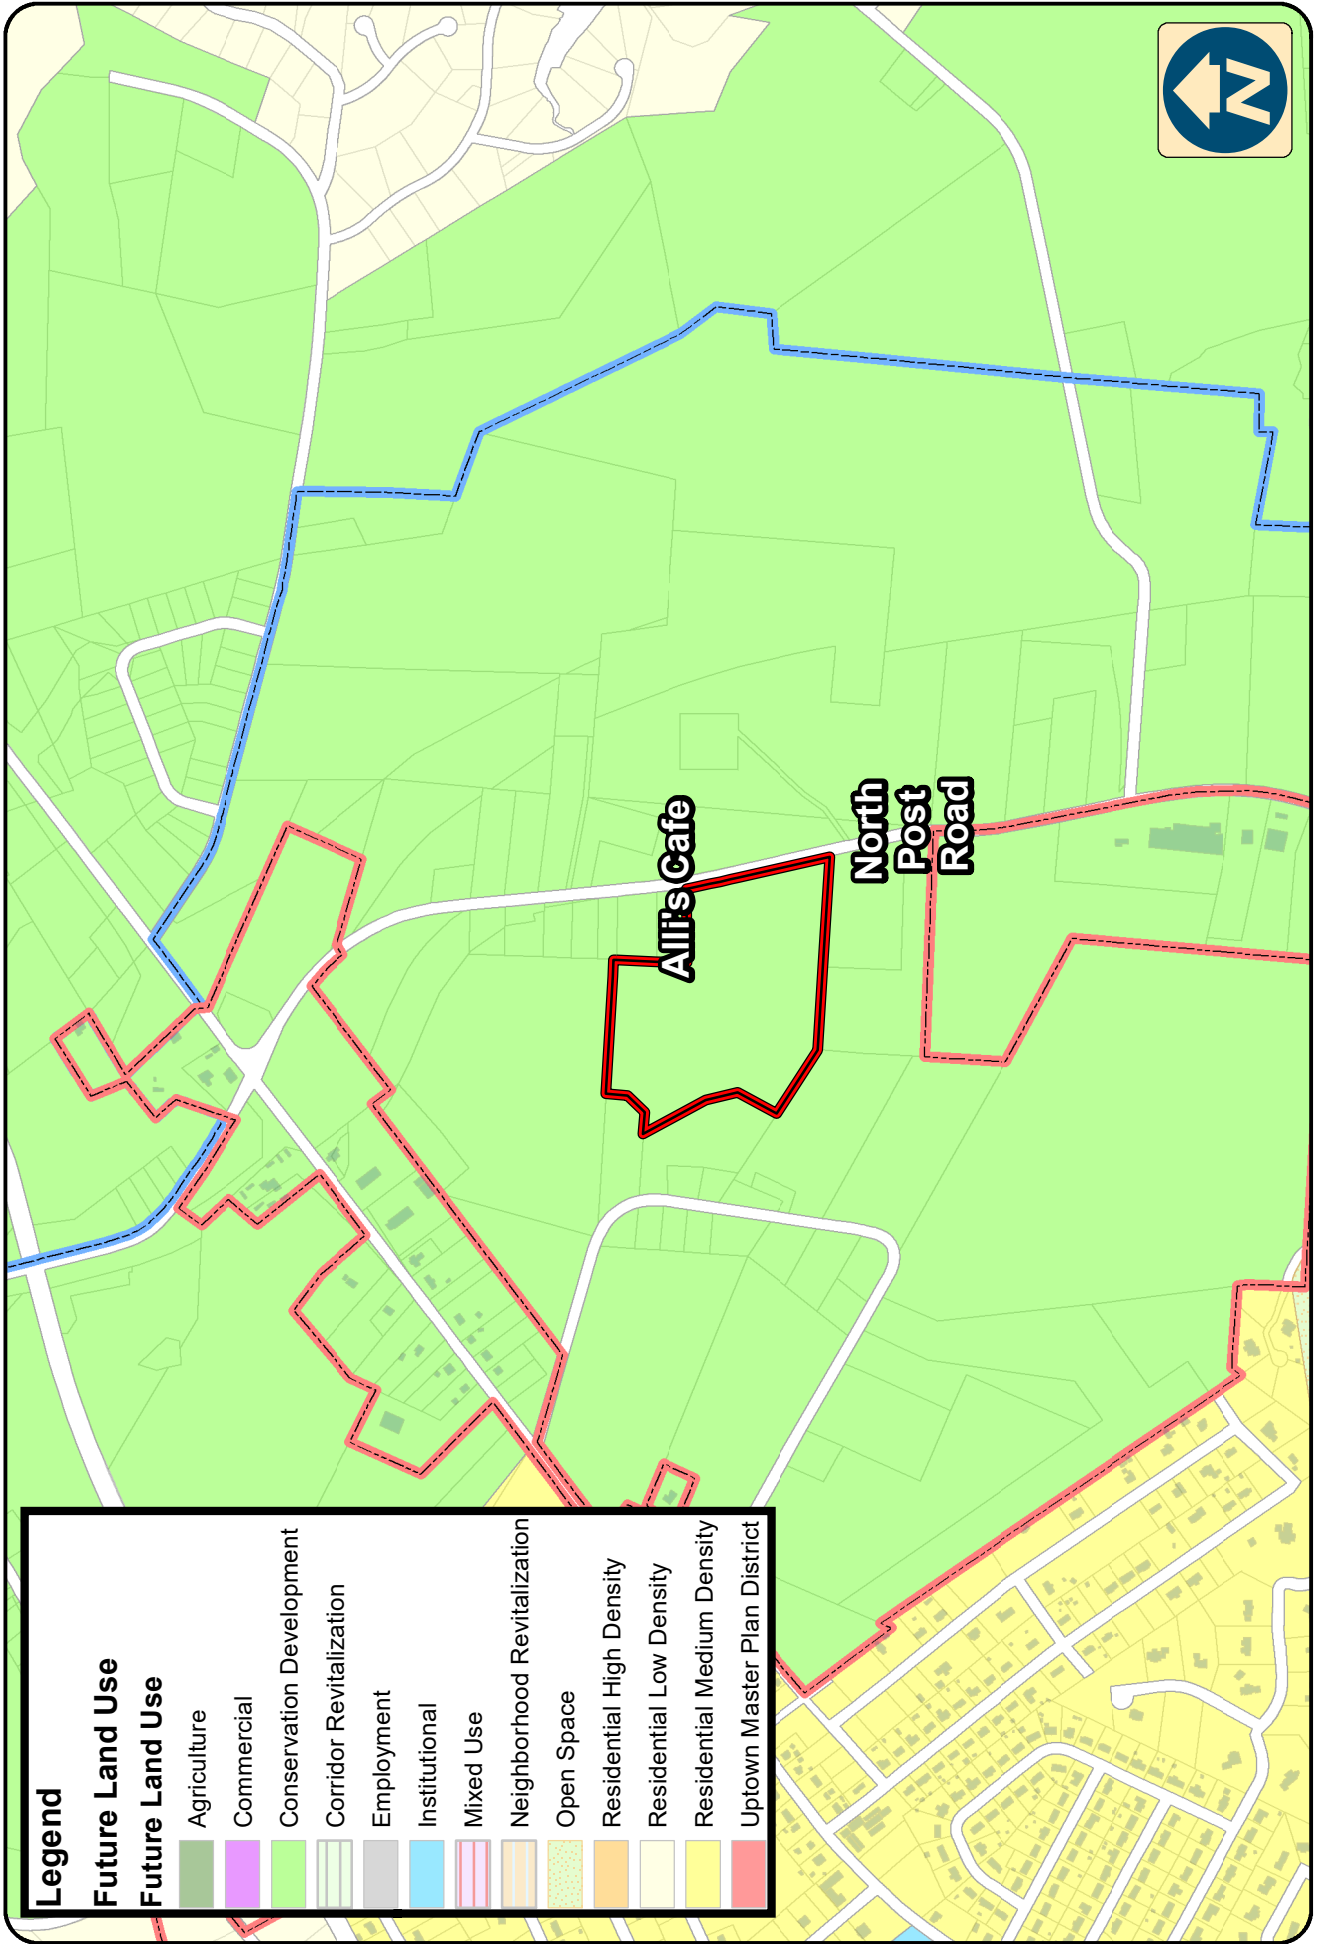 Legend
Future Land Use
Future Land Use
Agriculture
Commercial
Conservation Development
Corridor Revitalization
Employment
Institutional
Mixed Use
Neighborhood Revitalization
Open Space
Residential High Density
Residential Low Density
Residential Medium Density
Uptown Master Plan District
Alli's Cafe
North
Post
Road
N